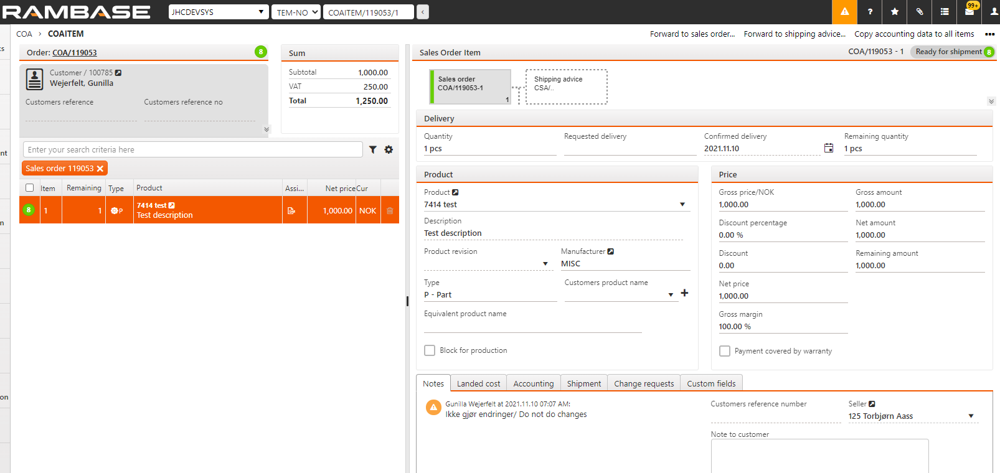 RAMBASE
JHCDEVSYS
TEM-NO
COAITEM/119053/1
99+
COA > COAITEM
Forward to sales order... Forward to shipping advice... Copy accounting data to all items
Order: COA/119053
8
Customer / 100785
Wejerfelt, Gunilla
Customers reference
Customers reference no
Sum
Subtotal 1,000.00
VAT 250.00
Total 1,250.00
Enter your search criteria here
Sales order 119053
Item Remaining Type Product Assi... Net price Cur
8 1 1 P 7414 test 1,000.00 NOK
Test description
Sales Order Item
COA/119053 - 1 Ready for shipment 8
Sales order
COA/119053-1
1
Shipping advice
CSA/..
Delivery
Quantity Requested delivery Confirmed delivery Remaining quantity
1 pcs 2021.11.10 1 pcs
Product
Product
7414 test
Description
Test description
Product revision Manufacturer
MISC
Type Customers product name
P - Part
Equivalent product name
Block for production
Price
Gross price/NOK Gross amount
1,000.00 1,000.00
Discount percentage Net amount
0.00 % 1,000.00
Discount Remaining amount
0.00 1,000.00
Net price
1,000.00
Gross margin
100.00 %
Payment covered by warranty
Notes Landed cost Accounting Shipment Change requests Custom fields
Gunilla Wejerfelt at 2021.11.10 07:07 AM:
Ikke gjør endringer/ Do not do changes
Customers reference number
Seller
125 Torbjørn Aass
Note to customer
cs
nt
n
on